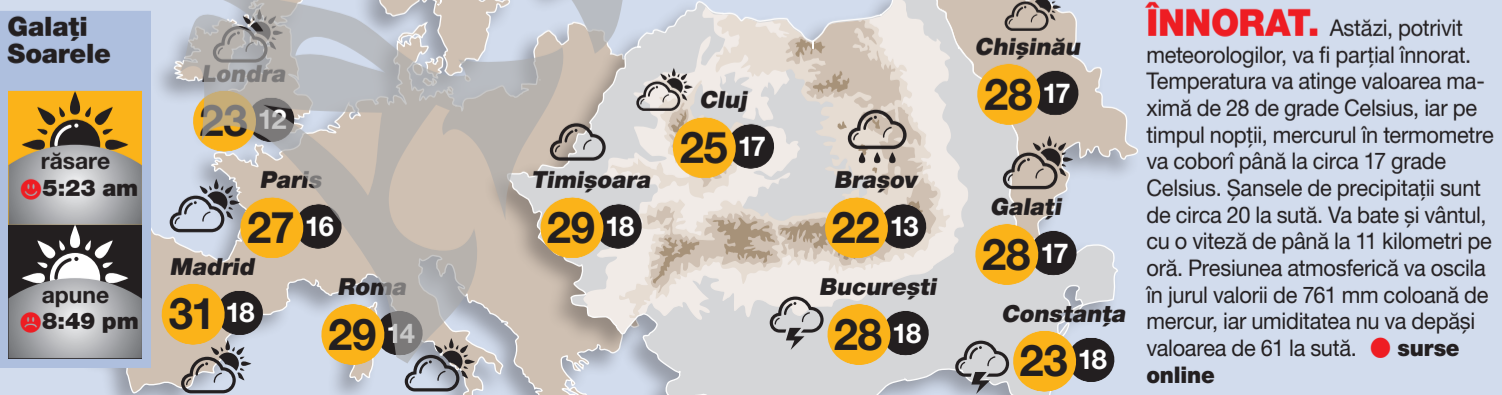 Galați
Soarele
răsare
5:23 am
apune
8:49 pm
Londra
23 12
Paris
27 16
Madrid
31 18
Roma
29 14
Timișoara
29 18
Cluj
25 17
Brașov
22 13
București
28 18
Chișinău
28 17
Galați
28 17
Constanța
23 18
ÎNNORAT. Astăzi, potrivit
meteorologilor, va fi parțial înnorat.
Temperatura va atinge valoarea ma-
ximă de 28 de grade Celsius, iar pe
timpul nopții, mercurul în termometre
va coborî până la circa 17 grade
Celsius. Șansele de precipitații sunt
de circa 20 la sută. Va bate și vântul,
cu o viteză de până la 11 kilometri pe
oră. Presiunea atmosferică va oscila
în jurul valorii de 761 mm coloană de
mercur, iar umiditatea nu va depăși
valoarea de 61 la sută. surse
online